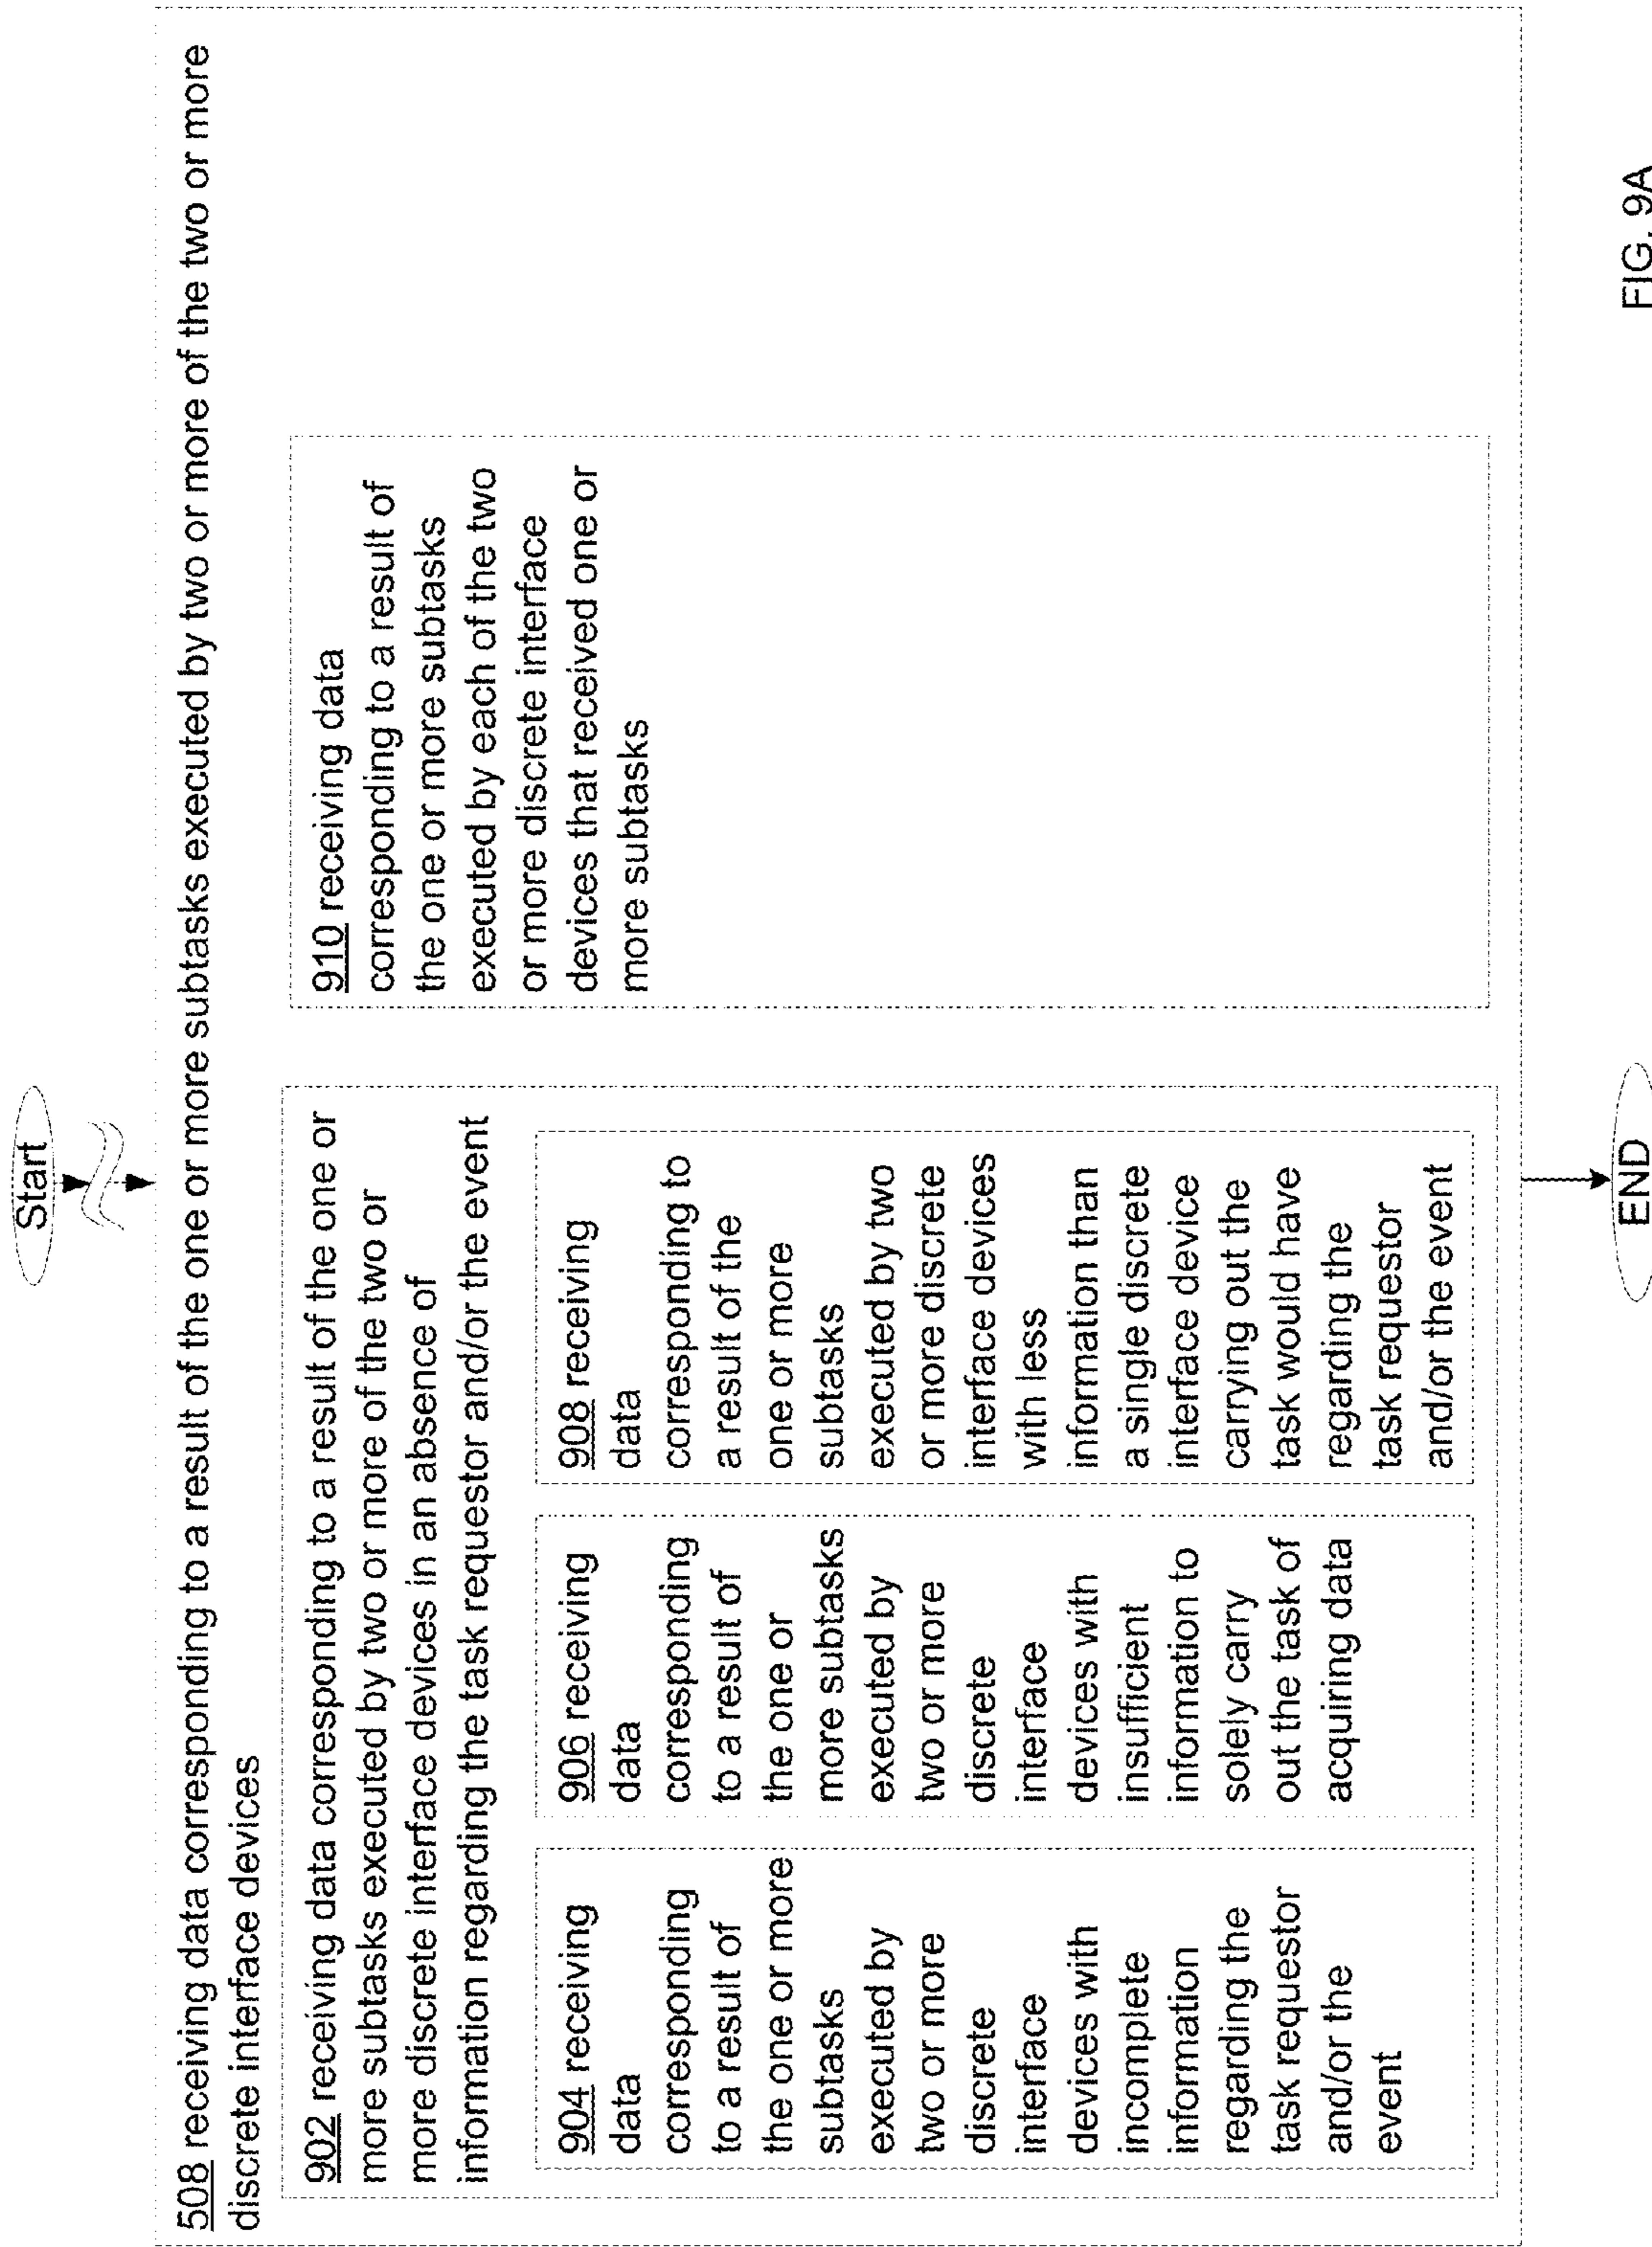 Start
508 receiving data corresponding to a result of the one or more subtasks executed by two or more of the two or more
discrete interface devices
902 receiving data corresponding to a result of the one or
more subtasks executed by two or more of the two or
more discrete interface devices in an absence of
information regarding the task requestor and/or the event
904 receiving
data
corresponding
to a result of
the one or more
subtasks
executed by
two or more
discrete
interface
devices with
incomplete
information
regarding the
task requestor
and/or the
event
906 receiving
data
corresponding
to a result of
the one or
more subtasks
executed by
two or more
discrete
interface
devices with
insufficient
information to
solely carry
out the task of
acquiring data
908 receiving
data
corresponding to
a result of the
one or more
subtasks
executed by two
or more discrete
interface devices
with less
information than
a single discrete
interface device
carrying out the
task would have
regarding the
task requestor
and/or the event
910 receiving data
corresponding to a result of
the one or more subtasks
executed by each of the two
or more discrete interface
devices that received one or
more subtasks
END
FIG. 9A